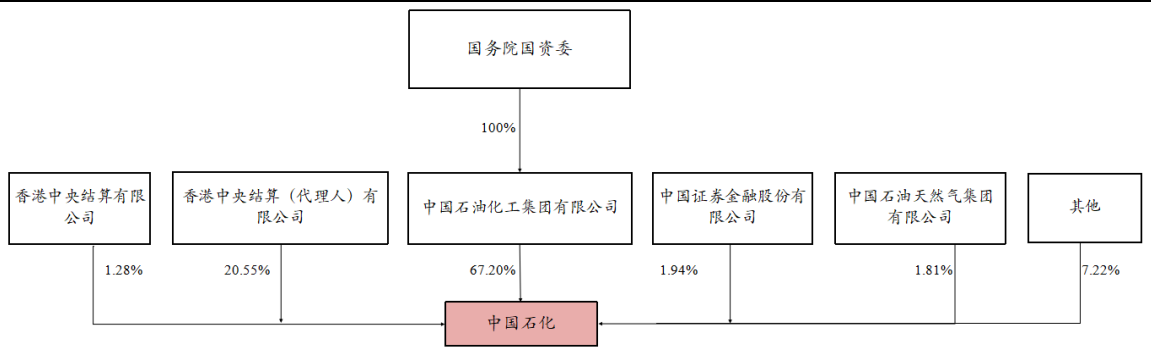 国务院国资委
100%
香港中央结算有限
公司
香港中央结算（代理人）有
限公司
中国石油化工集团有限公司
中国证券金融股份有
限公司
中国石油天然气集团
有限公司
其他
1.28%
20.55%
67.20%
1.94%
1.81%
7.22%
中国石化